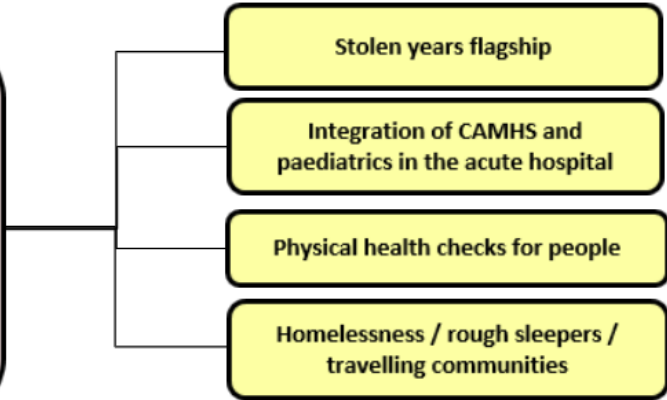 Stolen years flagship
Integration of CAMHS and
paediatrics in the acute hospital
Physical health checks for people
Homelessness / rough sleepers /
travelling communities